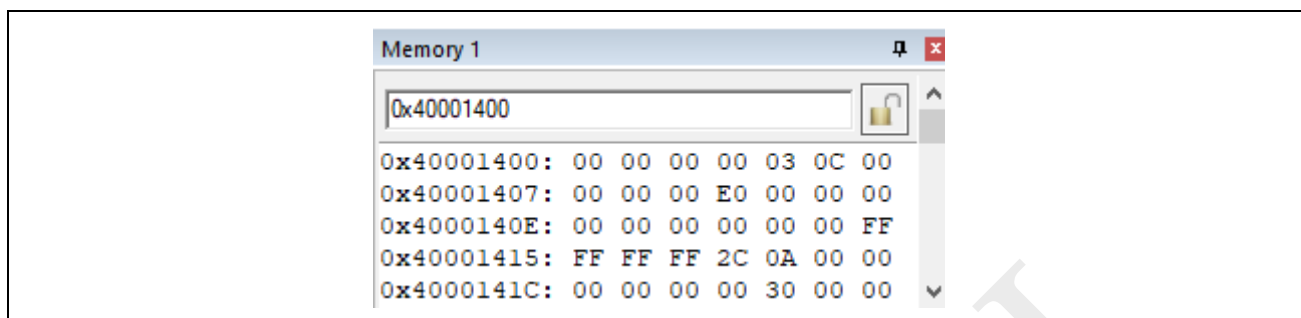 Memory 1
0x40001400
0x40001400: 00 00 00 00 03 0C 00
0x40001407: 00 00 00 E0 00 00 00
0x4000140E: 00 00 00 00 00 00 FF
0x40001415: FF FF FF 2C 0A 00 00
0x4000141C: 00 00 00 00 30 00 00